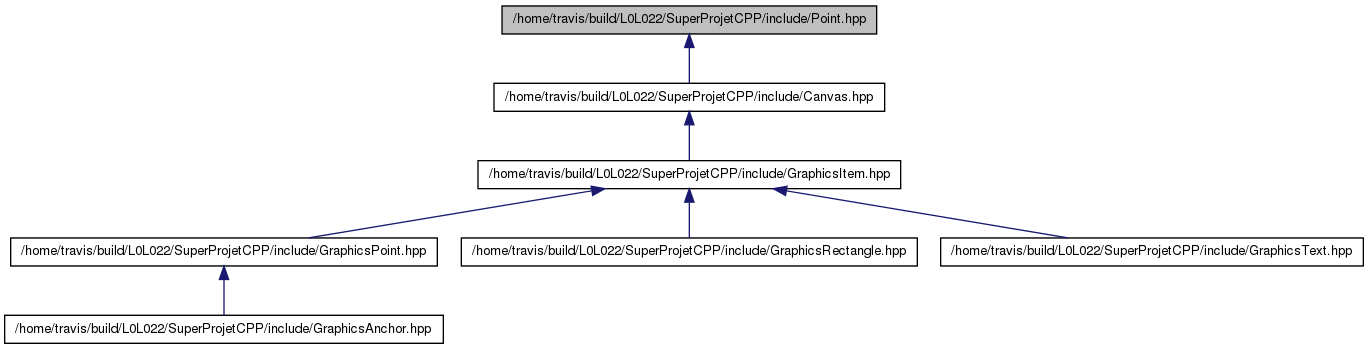 /home/travis/build/L0L022/SuperProjetCPP/include/Point.hpp
/home/travis/build/L0L022/SuperProjetCPP/include/Canvas.hpp
/home/travis/build/L0L022/SuperProjetCPP/include/GraphicsItem.hpp
/home/travis/build/L0L022/SuperProjetCPP/include/GraphicsPoint.hpp
/home/travis/build/L0L022/SuperProjetCPP/include/GraphicsRectangle.hpp
/home/travis/build/L0L022/SuperProjetCPP/include/GraphicsText.hpp
/home/travis/build/L0L022/SuperProjetCPP/include/GraphicsAnchor.hpp